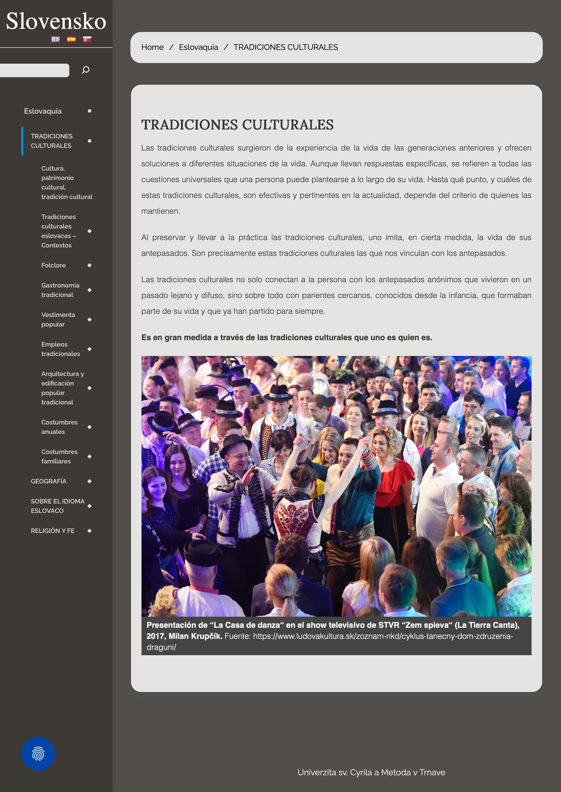 Slovensko
Home / Eslovaquia / TRADICIONES CULTURALES
Eslovaquia
TRADICIONES
CULTURALES
Cultura,
patrimonio
cultural,
tradición cultural
Tradiciones
culturales
eslovacas –
Contextos
Folclore
Gastronomía
tradicional
Vestimenta
popular
Empleos
tradicionales
Arquitectura y
edificación
popular
tradicional
Costumbres
anuales
Costumbres
familiares
GEOGRAFÍA
SOBRE EL IDIOMA
ESLOVACO
RELIGIÓN Y FE
TRADICIONES CULTURALES
Las tradiciones culturales surgieron de la experiencia de la vida de las generaciones anteriores y ofrecen
soluciones a diferentes situaciones de la vida. Aunque llevan respuestas específicas, se refieren a todas las
cuestiones universales que una persona puede plantearse a lo largo de su vida. Hasta qué punto, y cuáles de
estas tradiciones culturales, son efectivas y pertinentes en la actualidad, depende del criterio de quienes las
mantienen.
Al preservar y llevar a la práctica las tradiciones culturales, uno imita, en cierta medida, la vida de sus
antepasados. Son precisamente estas tradiciones culturales las que nos vinculan con los antepasados.
Las tradiciones culturales no solo conectan a la persona con los antepasados anónimos que vivieron en un
pasado lejano y difuso, sino sobre todo con parientes cercanos, conocidos desde la infancia, que formaban
parte de su vida y que ya han partido para siempre.
Es en gran medida a través de las tradiciones culturales que uno es quien es.
Presentación de “La Casa de danza“ en el show televisivo de STVR “Zem spieva“ (La Tierra Canta),
2017, Milan Krupčík. Fuente: https://www.ludovakultura.sk/zoznam-nkd/cyklus-tanecny-dom-zdruzenia-
draguni/
Univerzita sv. Cyrila a Metoda v Trnave